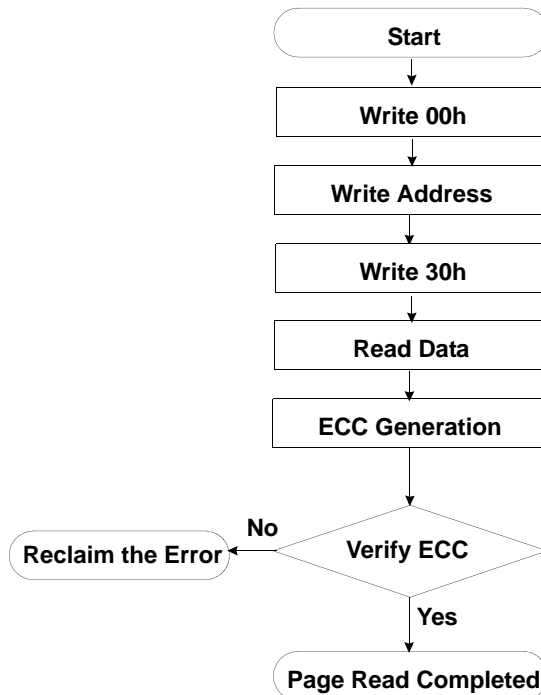 Start
Write 00h
Write Address
Write 30h
Read Data
ECC Generation
No
Reclaim the Error
Verify ECC
Yes
Page Read Completed